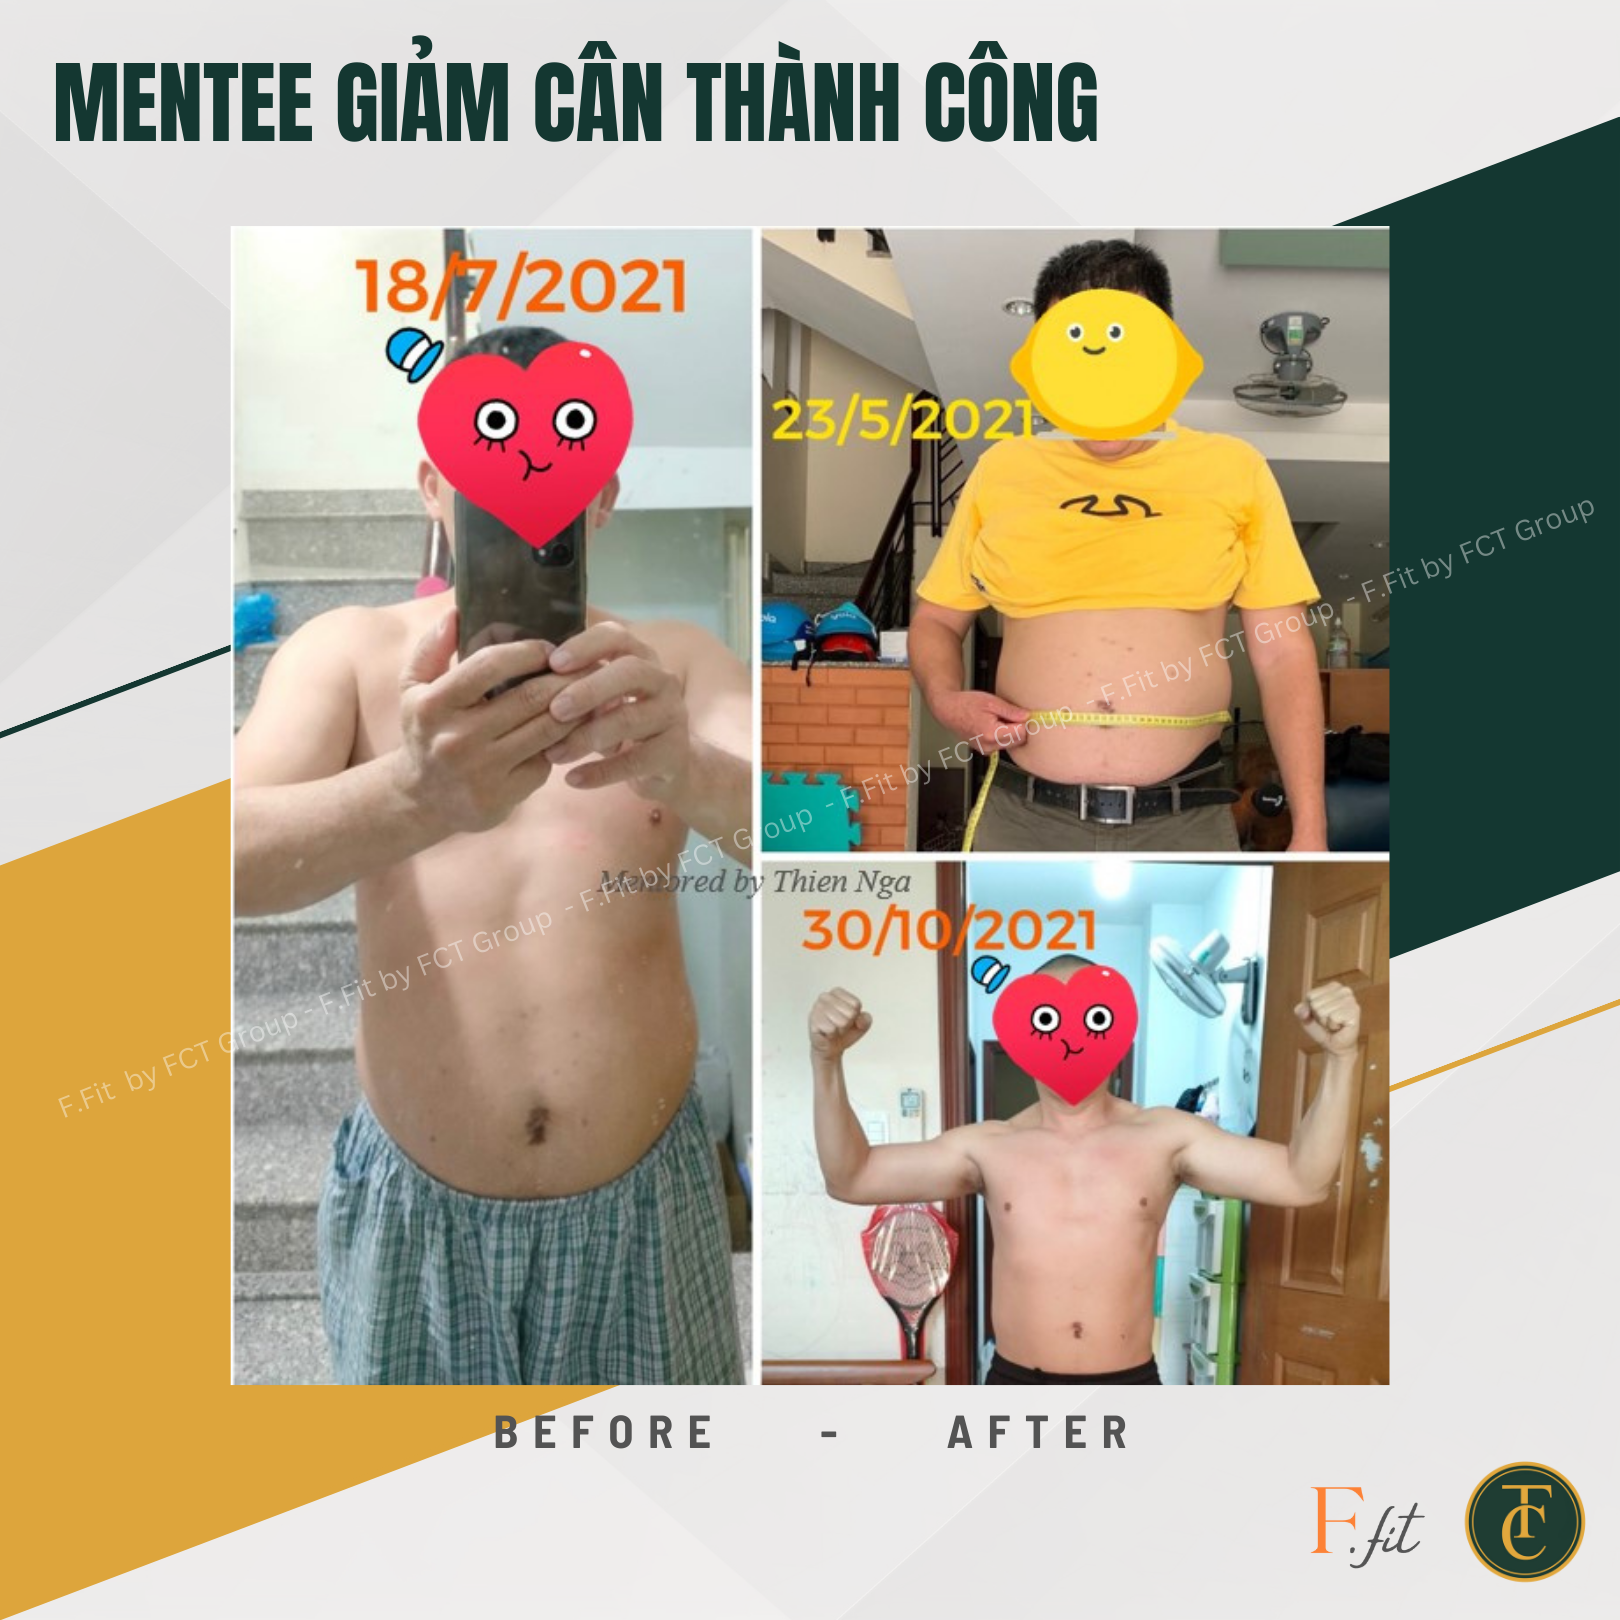 MENTEE GIẢM CÂN THÀNH CÔNG
18/7/2021
23/5/2021
Mentored by Thien Nga
30/10/2021
F.Fit by FCT Group - F.Fit by FCT Group - F.Fit by FCT Group - F.Fit by FCT Group - F.Fit by FCT Group - F.Fit by FCT Group
BEFORE - AFTER
F.fit